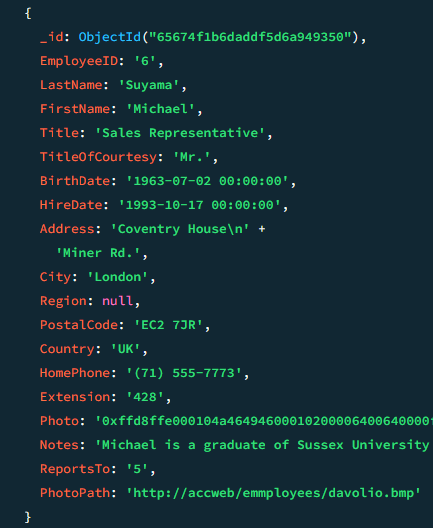 {
_id: ObjectId("65674f1b6daddf5d6a949350"),
EmployeeID: '6',
LastName: 'Suyama',
FirstName: 'Michael',
Title: 'Sales Representative',
TitleOfCourtesy: 'Mr.',
BirthDate: '1963-07-02 00:00:00',
HireDate: '1993-10-17 00:00:00',
Address: 'Coventry House\n' +
'Miner Rd.',
City: 'London',
Region: null,
PostalCode: 'EC2 7JR',
Country: 'UK',
HomePhone: '(71) 555-7773',
Extension: '428',
Photo: '0xffd8ffe000104a46494600010200006400640000
Notes: 'Michael is a graduate of Sussex University
ReportsTo: '5',
PhotoPath: 'http://accweb/emmployees/davolio.bmp'
}